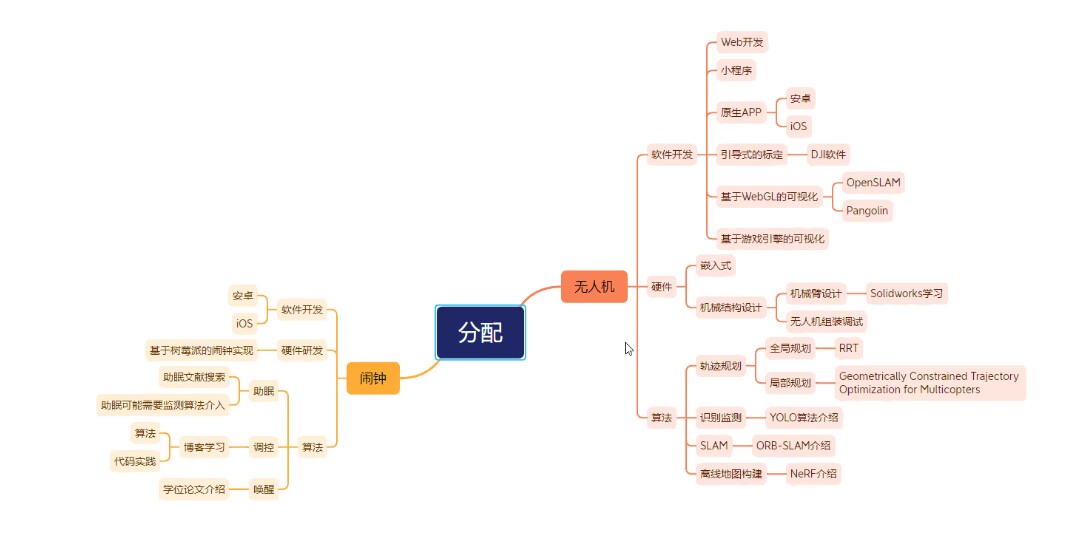 分配
无人机
软件开发
Web开发
小程序
原生APP
安卓
iOS
引导式的标定
DJI软件
基于WebGL的可视化
OpenSLAM
Pangolin
基于游戏引擎的可视化
硬件
嵌入式
机械结构设计
机械臂设计
Solidworks学习
无人机组装调试
算法
轨迹规划
全局规划
RRT
局部规划
Geometrically Constrained Trajectory
Optimization for Multicopters
识别监测
YOLO算法介绍
SLAM
ORB-SLAM介绍
离线地图构建
NeRF介绍
闹钟
软件开发
安卓
iOS
硬件研发
基于树莓派的闹钟实现
算法
助眠
助眠文献搜索
助眠可能需要监测算法介入
调控
博客学习
算法
代码实践
唤醒
学位论文介绍